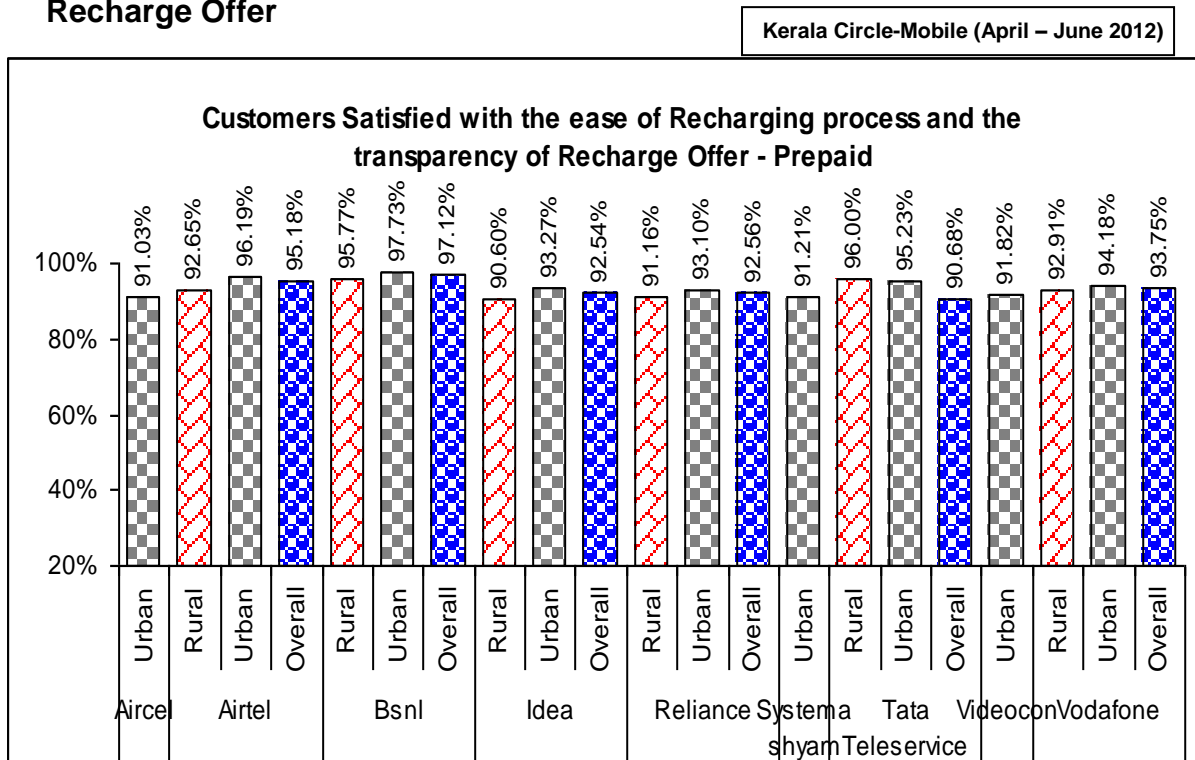 Recharge Offer
Kerala Circle-Mobile (April – June 2012)
Customers Satisfied with the ease of Recharging process and the
transparency of Recharge Offer - Prepaid
91.03% 92.65% 96.19% 95.18% 95.77% 97.73% 97.12% 90.60% 93.27% 92.54% 91.16% 93.10% 92.56% 91.21% 96.00% 95.23% 90.68% 91.82% 92.91% 94.18% 93.75%
100%
80%
60%
40%
20%
Urban Rural Urban Overall Rural Urban Overall Rural Urban Overall Rural Urban Overall Urban Rural Urban Overall Urban Rural Urban Overall
Aircel Airtel Bsnl Idea Reliance Systema Tata Videocon Vodafone
shyam Teleservice